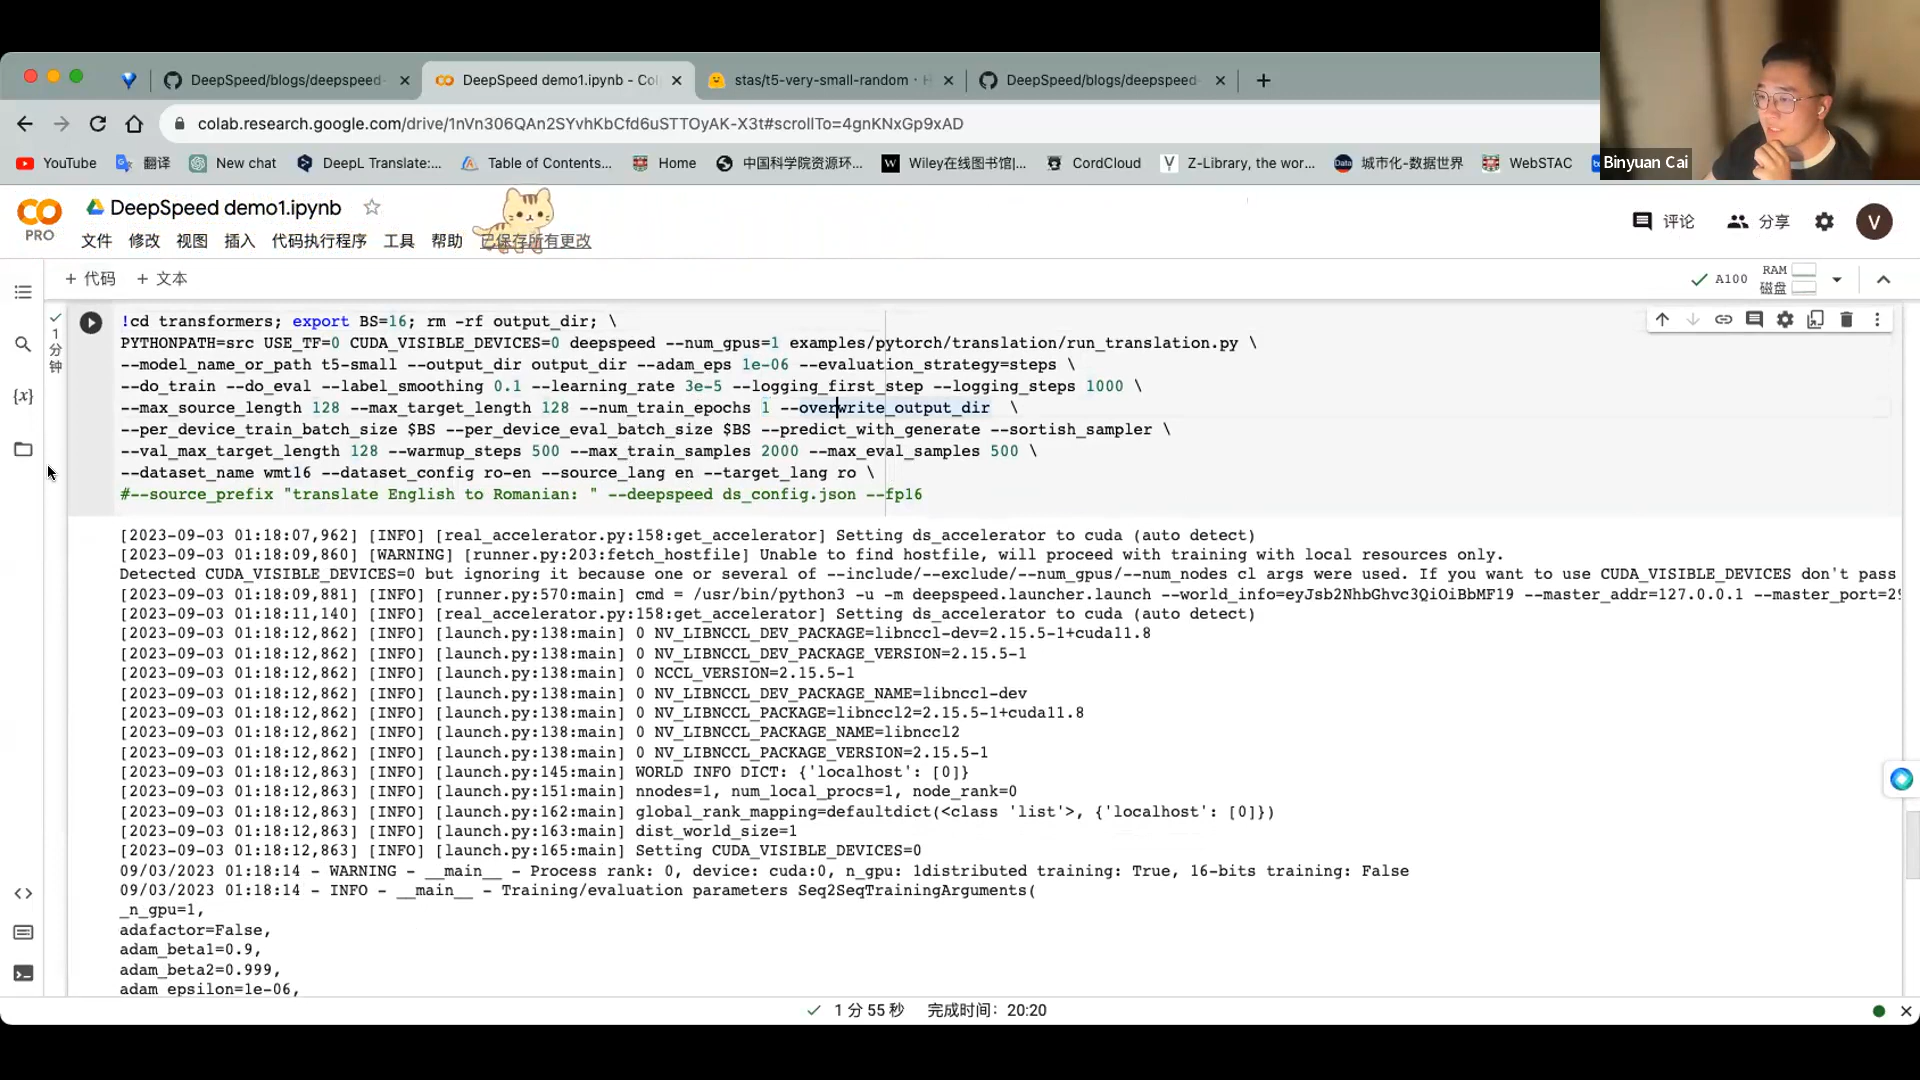 DeepSpeed/blogs/deepspeed-
DeepSpeed demo1.ipynb - Col
stas/t5-very-small-random · H
DeepSpeed/blogs/deepspeed-
colab.research.google.com/drive/1nVn306QAn2SYvhKbCfd6uSTTOyAK-X3t#scrollTo=4gnKNxGp9xAD
YouTube 翻译 New chat DeepL Translate:... Table of Contents... Home 中国科学院资源环... Wiley在线图书馆|... CordCloud Z-Library, the wor... 城市化-数据世界 WebSTAC
Binyuan Cai
PRO
DeepSpeed demo1.ipynb
文件 修改 视图 插入 代码执行程序 工具 帮助 已保存所有更改
评论 分享 V
+ 代码 + 文本
A100 RAM 磁盘
1 分 钟
!cd transformers; export BS=16; rm -rf output_dir; \
PYTHONPATH=src USE_TF=0 CUDA_VISIBLE_DEVICES=0 deepspeed --num_gpus=1 examples/pytorch/translation/run_translation.py \
--model_name_or_path t5-small --output_dir output_dir --adam_eps 1e-06 --evaluation_strategy=steps \
--do_train --do_eval --label_smoothing 0.1 --learning_rate 3e-5 --logging_first_step --logging_steps 1000 \
--max_source_length 128 --max_target_length 128 --num_train_epochs 1 --overwrite_output_dir \
--per_device_train_batch_size $BS --per_device_eval_batch_size $BS --predict_with_generate --sortish_sampler \
--val_max_target_length 128 --warmup_steps 500 --max_train_samples 2000 --max_eval_samples 500 \
--dataset_name wmt16 --dataset_config ro-en --source_lang en --target_lang ro \
#--source_prefix "translate English to Romanian: " --deepspeed ds_config.json --fp16
[2023-09-03 01:18:07,962] [INFO] [real_accelerator.py:158:get_accelerator] Setting ds_accelerator to cuda (auto detect)
[2023-09-03 01:18:09,860] [WARNING] [runner.py:203:fetch_hostfile] Unable to find hostfile, will proceed with training with local resources only.
Detected CUDA_VISIBLE_DEVICES=0 but ignoring it because one or several of --include/--exclude/--num_gpus/--num_nodes cl args were used. If you want to use CUDA_VISIBLE_DEVICES don't pass
[2023-09-03 01:18:09,881] [INFO] [runner.py:570:main] cmd = /usr/bin/python3 -u -m deepspeed.launcher.launch --world_info=eyJsb2NhbGhvc3QiOiBbMF19 --master_addr=127.0.0.1 --master_port=29
[2023-09-03 01:18:11,140] [INFO] [real_accelerator.py:158:get_accelerator] Setting ds_accelerator to cuda (auto detect)
[2023-09-03 01:18:12,862] [INFO] [launch.py:138:main] 0 NV_LIBNCCL_DEV_PACKAGE=libnccl-dev=2.15.5-1+cuda11.8
[2023-09-03 01:18:12,862] [INFO] [launch.py:138:main] 0 NV_LIBNCCL_DEV_PACKAGE_VERSION=2.15.5-1
[2023-09-03 01:18:12,862] [INFO] [launch.py:138:main] 0 NCCL_VERSION=2.15.5-1
[2023-09-03 01:18:12,862] [INFO] [launch.py:138:main] 0 NV_LIBNCCL_DEV_PACKAGE_NAME=libnccl-dev
[2023-09-03 01:18:12,862] [INFO] [launch.py:138:main] 0 NV_LIBNCCL_PACKAGE=libnccl2=2.15.5-1+cuda11.8
[2023-09-03 01:18:12,862] [INFO] [launch.py:138:main] 0 NV_LIBNCCL_PACKAGE_NAME=libnccl2
[2023-09-03 01:18:12,862] [INFO] [launch.py:138:main] 0 NV_LIBNCCL_PACKAGE_VERSION=2.15.5-1
[2023-09-03 01:18:12,863] [INFO] [launch.py:145:main] WORLD INFO DICT: {'localhost': [0]}
[2023-09-03 01:18:12,863] [INFO] [launch.py:151:main] nnodes=1, num_local_procs=1, node_rank=0
[2023-09-03 01:18:12,863] [INFO] [launch.py:162:main] global_rank_mapping=defaultdict(<class 'list'>, {'localhost': [0]})
[2023-09-03 01:18:12,863] [INFO] [launch.py:163:main] dist_world_size=1
[2023-09-03 01:18:12,863] [INFO] [launch.py:165:main] Setting CUDA_VISIBLE_DEVICES=0
09/03/2023 01:18:14 - WARNING - __main__ - Process rank: 0, device: cuda:0, n_gpu: 1distributed training: True, 16-bits training: False
09/03/2023 01:18:14 - INFO - __main__ - Training/evaluation parameters Seq2SeqTrainingArguments(
_n_gpu=1,
adafactor=False,
adam_beta1=0.9,
adam_beta2=0.999,
adam_epsilon=1e-06,
1 分 55 秒 完成时间：20:20